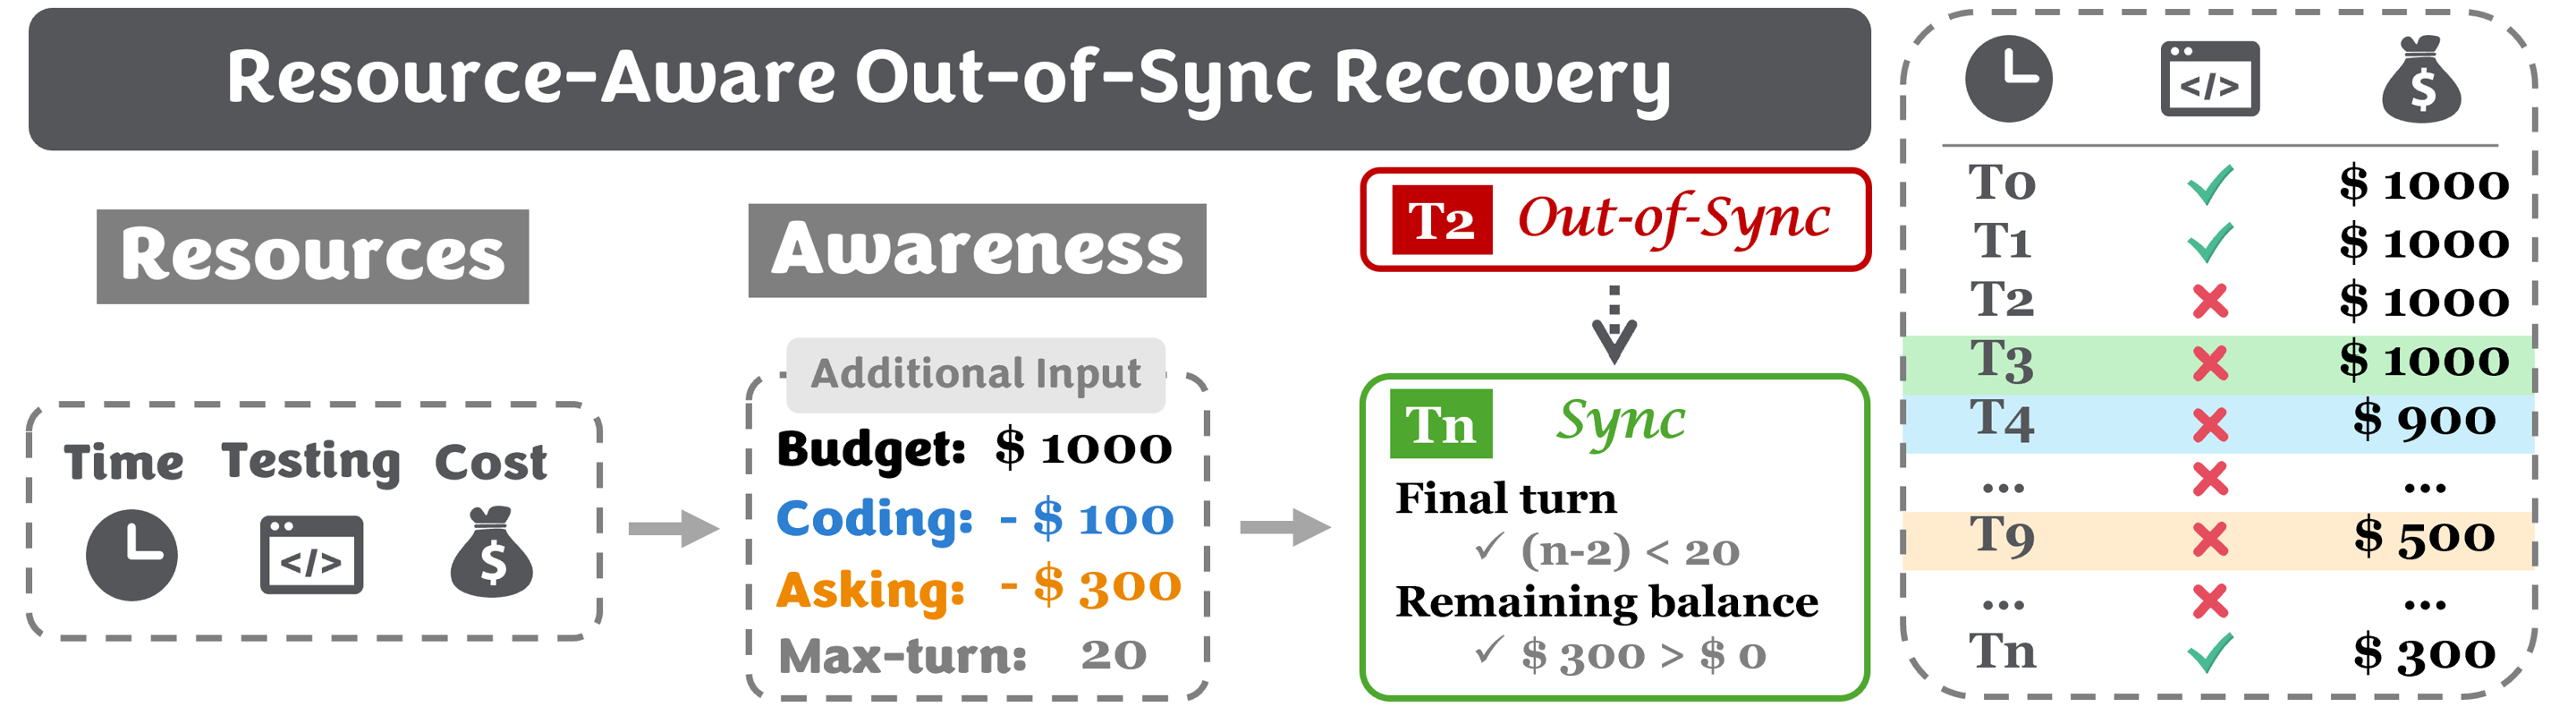 Resource-Aware Out-of-Sync Recovery
Resources
Time Testing Cost
</>
$
Awareness
Additional Input
Budget: $ 1000
Coding: - $ 100
Asking: - $ 300
Max-turn: 20
T2 Out-of-Sync
Tn Sync
Final turn
✓ (n-2) < 20
Remaining balance
✓ $ 300 > $ 0
</> $
T0 ✓ $ 1000
T1 ✓ $ 1000
T2 ✗ $ 1000
T3 ✗ $ 1000
T4 ✗ $ 900
... ✗ ...
T9 ✗ $ 500
... ✗ ...
Tn ✓ $ 300